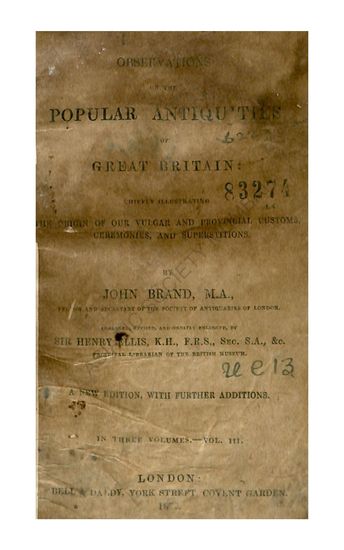 OBSERVATIONS
ON THE
POPULAR ANTIQUITIES
OF
GREAT BRITAIN:
CHIEFLY ILLUSTRATING
83274
THE ORIGIN OF OUR VULGAR AND PROVINCIAL CUSTOMS,
CEREMONIES, AND SUPERSTITIONS.
BY
JOHN BRAND, M.A.,
FELLOW AND SECRETARY OF THE SOCIETY OF ANTIQUARIES OF LONDON.
ARRANGED, REVISED, AND GREATLY ENLARGED, BY
SIR HENRY ELLIS, K.H., F.R.S., SEC. S.A., &c.
PRINCIPAL LIBRARIAN OF THE BRITISH MUSEUM.
A NEW EDITION, WITH FURTHER ADDITIONS.
IN THREE VOLUMES.—VOL. III.
LONDON:
BELL & DALDY, YORK STREET, COVENT GARDEN.